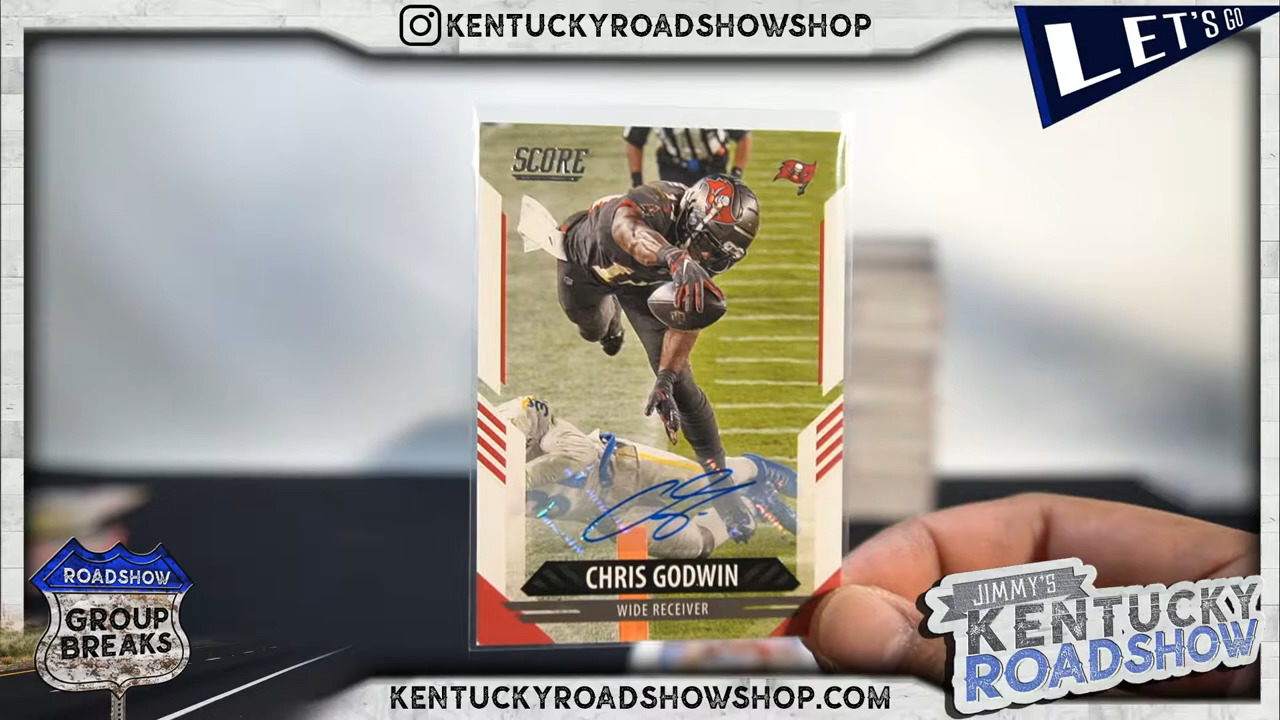 KENTUCKYROADSHOWSHOP
LET'S GO
SCORE
CHRIS GODWIN
WIDE RECEIVER
ROADSHOW
GROUP
BREAKS
JIMMY'S
KENTUCKY
ROADSHOW
KENTUCKYROADSHOWSHOP.COM